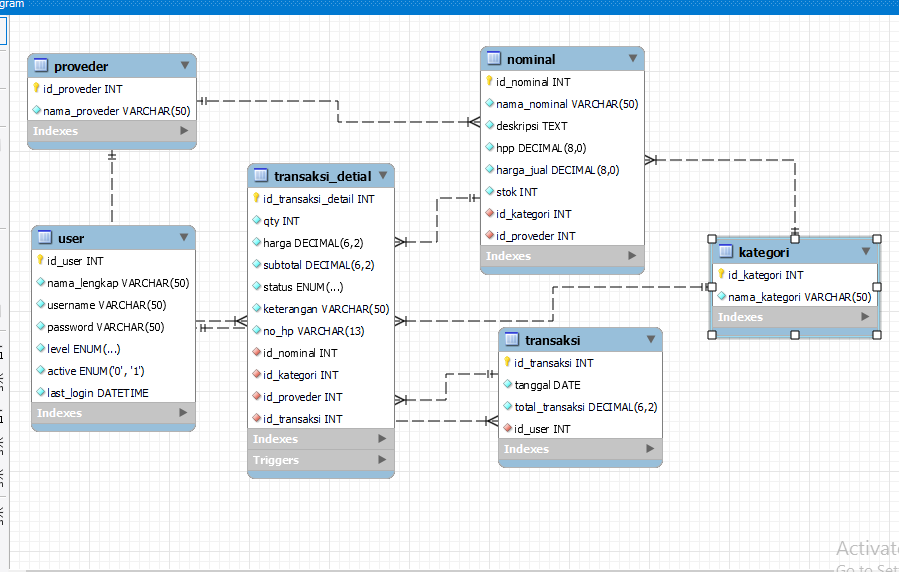 gram
proveder
id_proveder INT
nama_proveder VARCHAR(50)
Indexes
nominal
id_nominal INT
nama_nominal VARCHAR(50)
deskripsi TEXT
hpp DECIMAL(8,0)
harga_jual DECIMAL(8,0)
stok INT
id_kategori INT
id_proveder INT
Indexes
transaksi_detial
id_transaksi_detail INT
qty INT
harga DECIMAL(6,2)
subtotal DECIMAL(6,2)
status ENUM(...)
keterangan VARCHAR(50)
no_hp VARCHAR(13)
id_nominal INT
id_kategori INT
id_proveder INT
id_transaksi INT
Indexes
Triggers
user
id_user INT
nama_lengkap VARCHAR(50)
username VARCHAR(50)
password VARCHAR(50)
level ENUM(...)
active ENUM('0', '1')
last_login DATETIME
Indexes
kategori
id_kategori INT
nama_kategori VARCHAR(50)
Indexes
transaksi
id_transaksi INT
tanggal DATE
total_transaksi DECIMAL(6,2)
id_user INT
Indexes
Activat
Go to Set